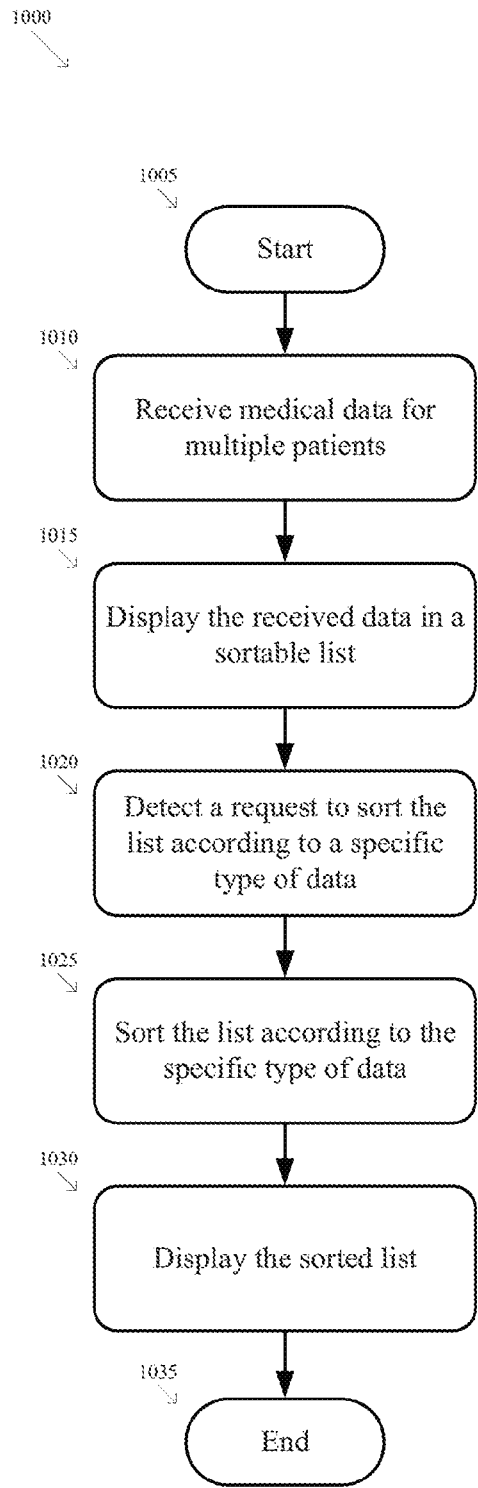 1000
1005
Start
1010
Receive medical data for
multiple patients
1015
Display the received data in a
sortable list
1020
Detect a request to sort the
list according to a specific
type of data
1025
Sort the list according to the
specific type of data
1030
Display the sorted list
1035
End